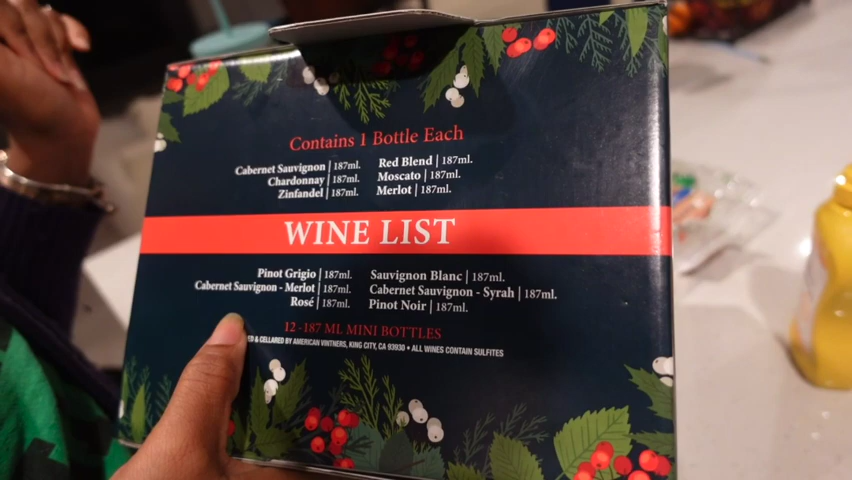 Contains 1 Bottle Each
Cabernet Sauvignon | 187ml. Red Blend | 187ml.
Chardonnay | 187ml. Moscato | 187ml.
Zinfandel | 187ml. Merlot | 187ml.
WINE LIST
Pinot Grigio | 187ml. Sauvignon Blanc | 187ml.
Cabernet Sauvignon - Merlot | 187ml. Cabernet Sauvignon - Syrah | 187ml.
Rosé | 187ml. Pinot Noir | 187ml.
12 - 187 ML MINI BOTTLES
& CELLARED BY AMERICAN VINTNERS, KING CITY, CA 93930 • ALL WINES CONTAIN SULFITES